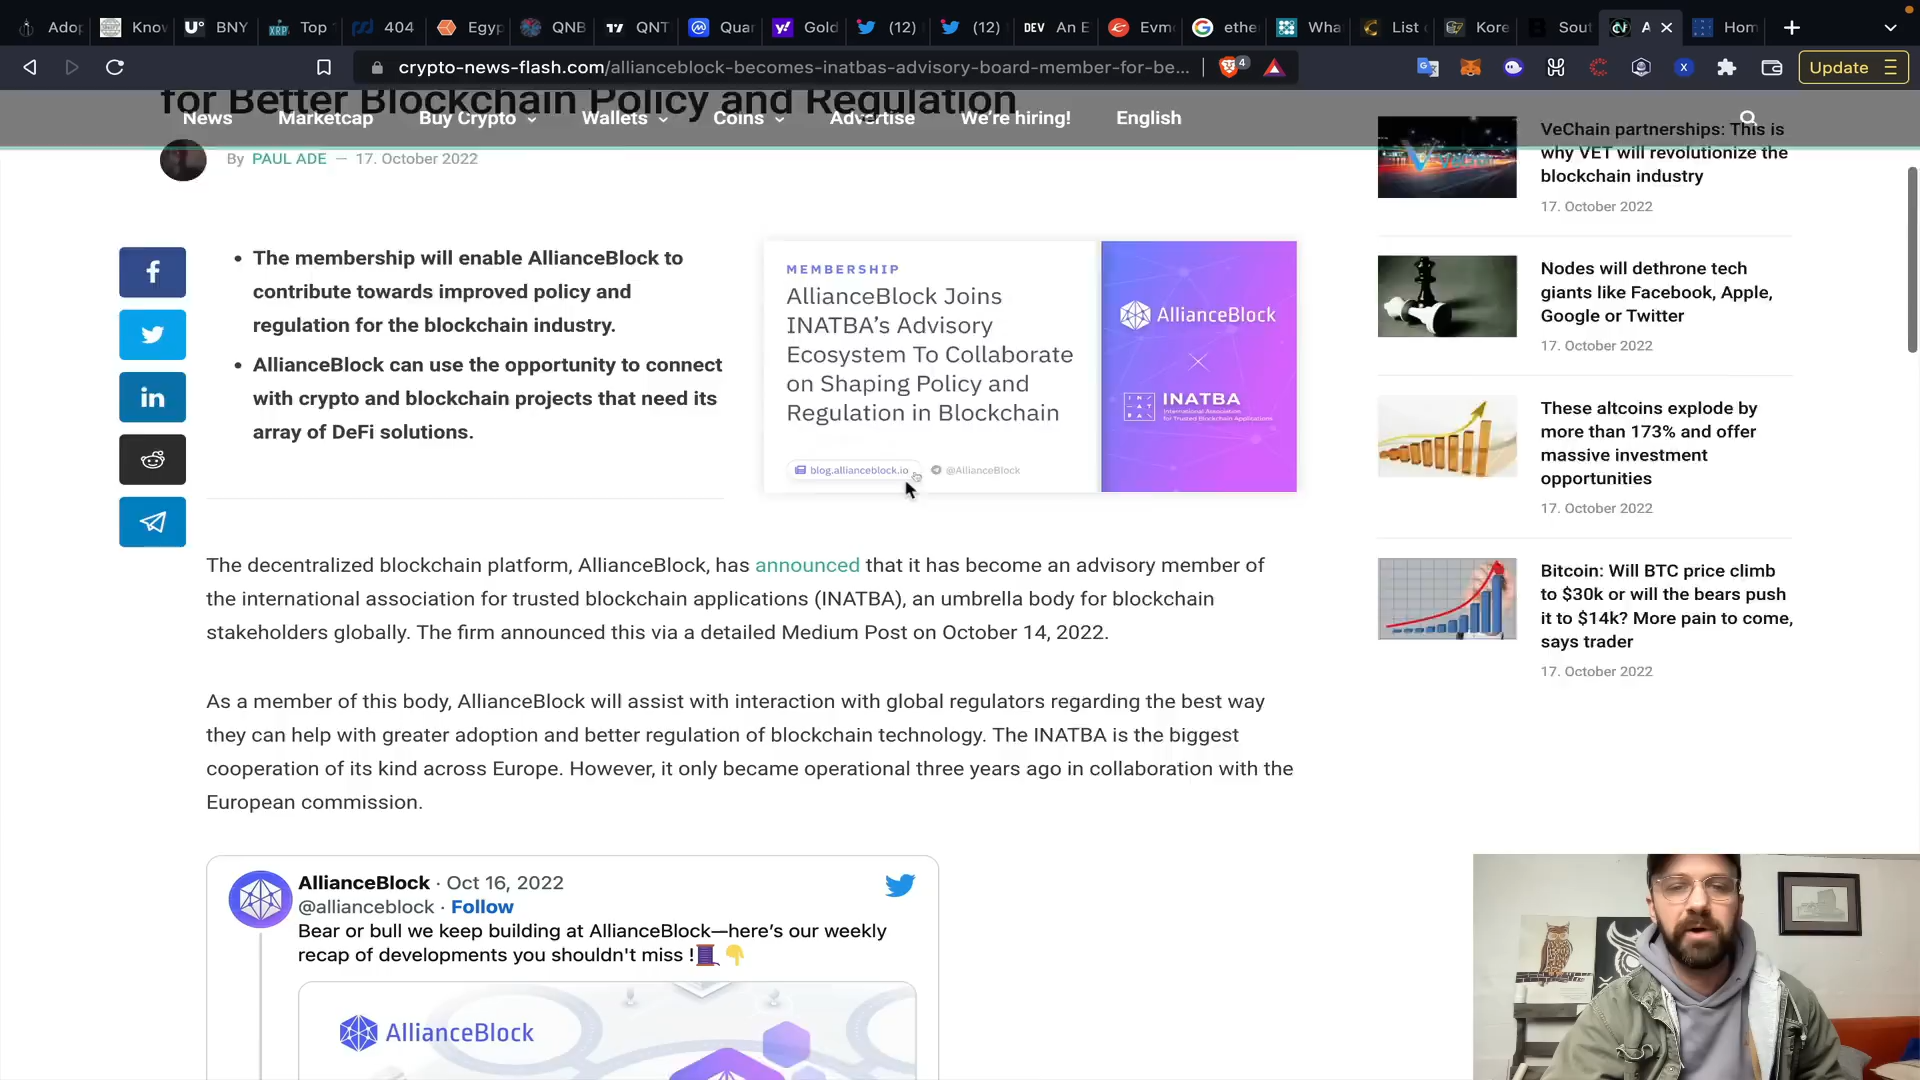 Adop
Knov
BNY
Top
404
Egyp
QNB
QNT
Quar
Gold
(12)
(12)
DEV An E
Evmo
ethe
Wha
List
Kore
Sout
A
Hom
crypto-news-flash.com/allianceblock-becomes-inatbas-advisory-board-member-for-be...
4
Update
for Better Blockchain Policy and Regulation
News
Marketcap
Buy Crypto
Wallets
Coins
Advertise
We're hiring!
English
By PAUL ADE — 17. October 2022
• The membership will enable AllianceBlock to
contribute towards improved policy and
regulation for the blockchain industry.
• AllianceBlock can use the opportunity to connect
with crypto and blockchain projects that need its
array of DeFi solutions.
MEMBERSHIP
AllianceBlock Joins
INATBA's Advisory
Ecosystem To Collaborate
on Shaping Policy and
Regulation in Blockchain
blog.allianceblock.io
@AllianceBlock
AllianceBlock
INATBA
International Association
for Trusted Blockchain Applications
The decentralized blockchain platform, AllianceBlock, has announced that it has become an advisory member of
the international association for trusted blockchain applications (INATBA), an umbrella body for blockchain
stakeholders globally. The firm announced this via a detailed Medium Post on October 14, 2022.
As a member of this body, AllianceBlock will assist with interaction with global regulators regarding the best way
they can help with greater adoption and better regulation of blockchain technology. The INATBA is the biggest
cooperation of its kind across Europe. However, it only became operational three years ago in collaboration with the
European commission.
AllianceBlock · Oct 16, 2022
@allianceblock · Follow
Bear or bull we keep building at AllianceBlock—here's our weekly
recap of developments you shouldn't miss !🧵👇
AllianceBlock
VeChain partnerships: This is
why VET will revolutionize the
blockchain industry
17. October 2022
Nodes will dethrone tech
giants like Facebook, Apple,
Google or Twitter
17. October 2022
These altcoins explode by
more than 173% and offer
massive investment
opportunities
17. October 2022
Bitcoin: Will BTC price climb
to $30k or will the bears push
it to $14k? More pain to come,
says trader
17. October 2022